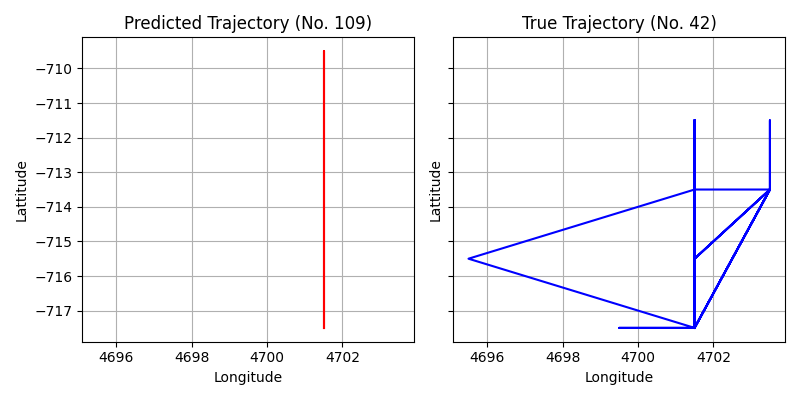 Predicted Trajectory (No. 109)
−710
−711
−712
−713
−714
−715
−716
−717
Lattitude
4696
4698
4700
4702
Longitude
True Trajectory (No. 42)
Lattitude
4696
4698
4700
4702
Longitude